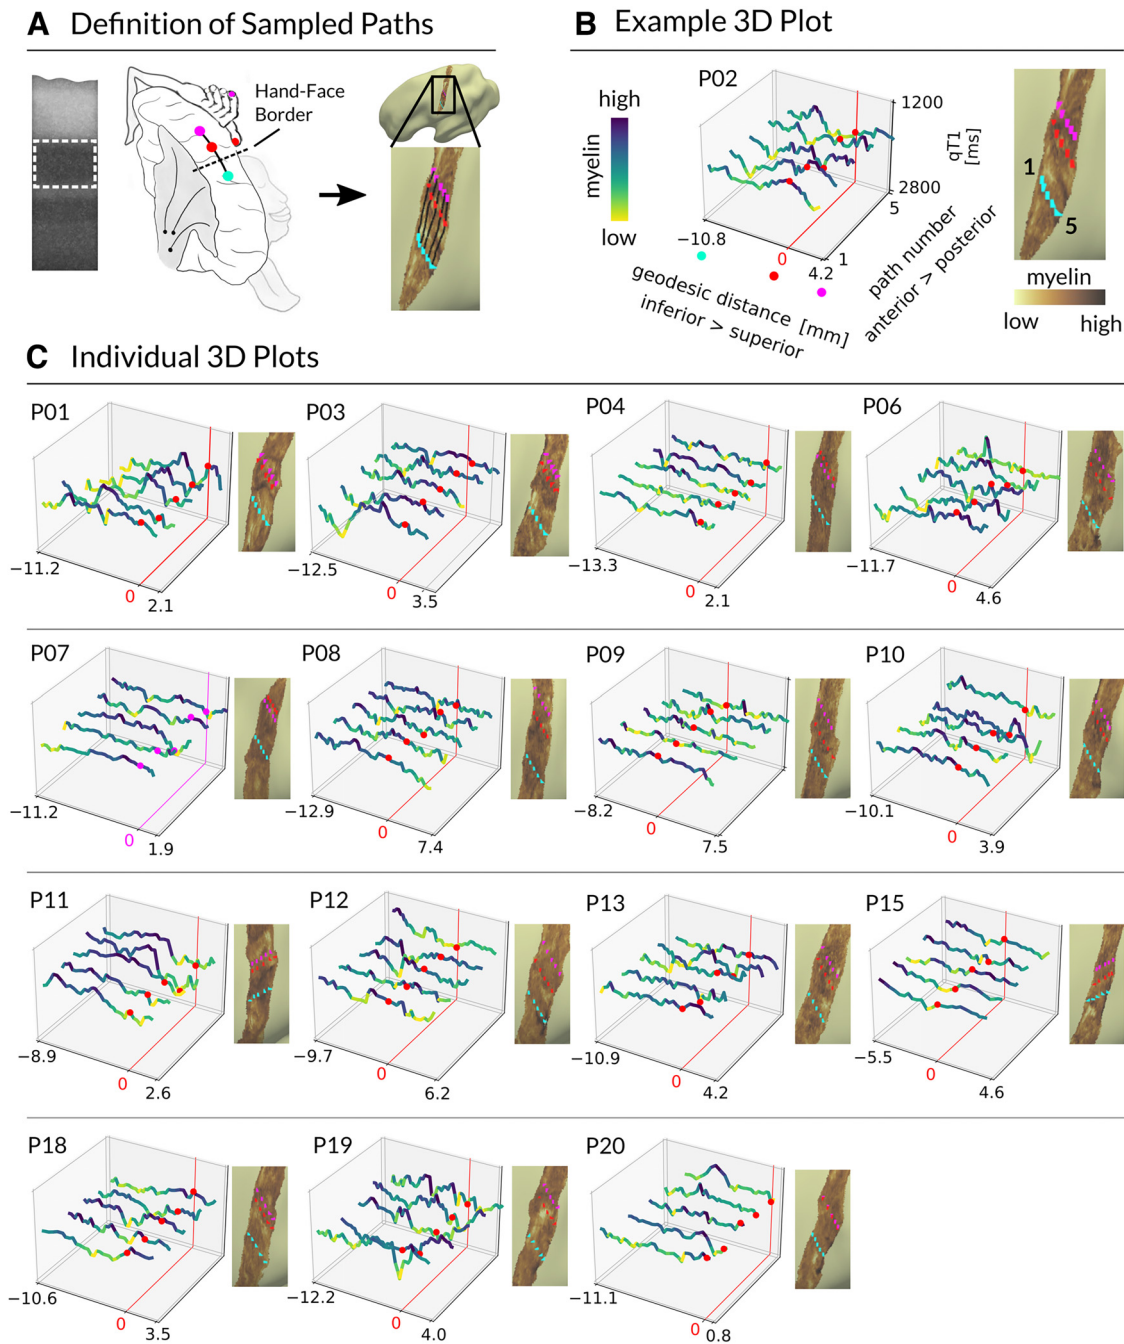 A Definition of Sampled Paths
Hand-Face
Border
B Example 3D Plot
high
myelin
low
P02
1200
qT1
[ms]
2800
5
path number
anterior > posterior
1
−10.8
0
4.2
geodesic distance [mm]
inferior > superior
1
5
myelin
low
high
C Individual 3D Plots
P01
−11.2
0
2.1
P03
−12.5
0
3.5
P04
−13.3
0
2.1
P06
−11.7
0
4.6
P07
−11.2
0
1.9
P08
−12.9
0
7.4
P09
−8.2
0
7.5
P10
−10.1
0
3.9
P11
−8.9
0
2.6
P12
−9.7
0
6.2
P13
−10.9
0
4.2
P15
−5.5
0
4.6
P18
−10.6
0
3.5
P19
−12.2
0
4.0
P20
−11.1
0
0.8